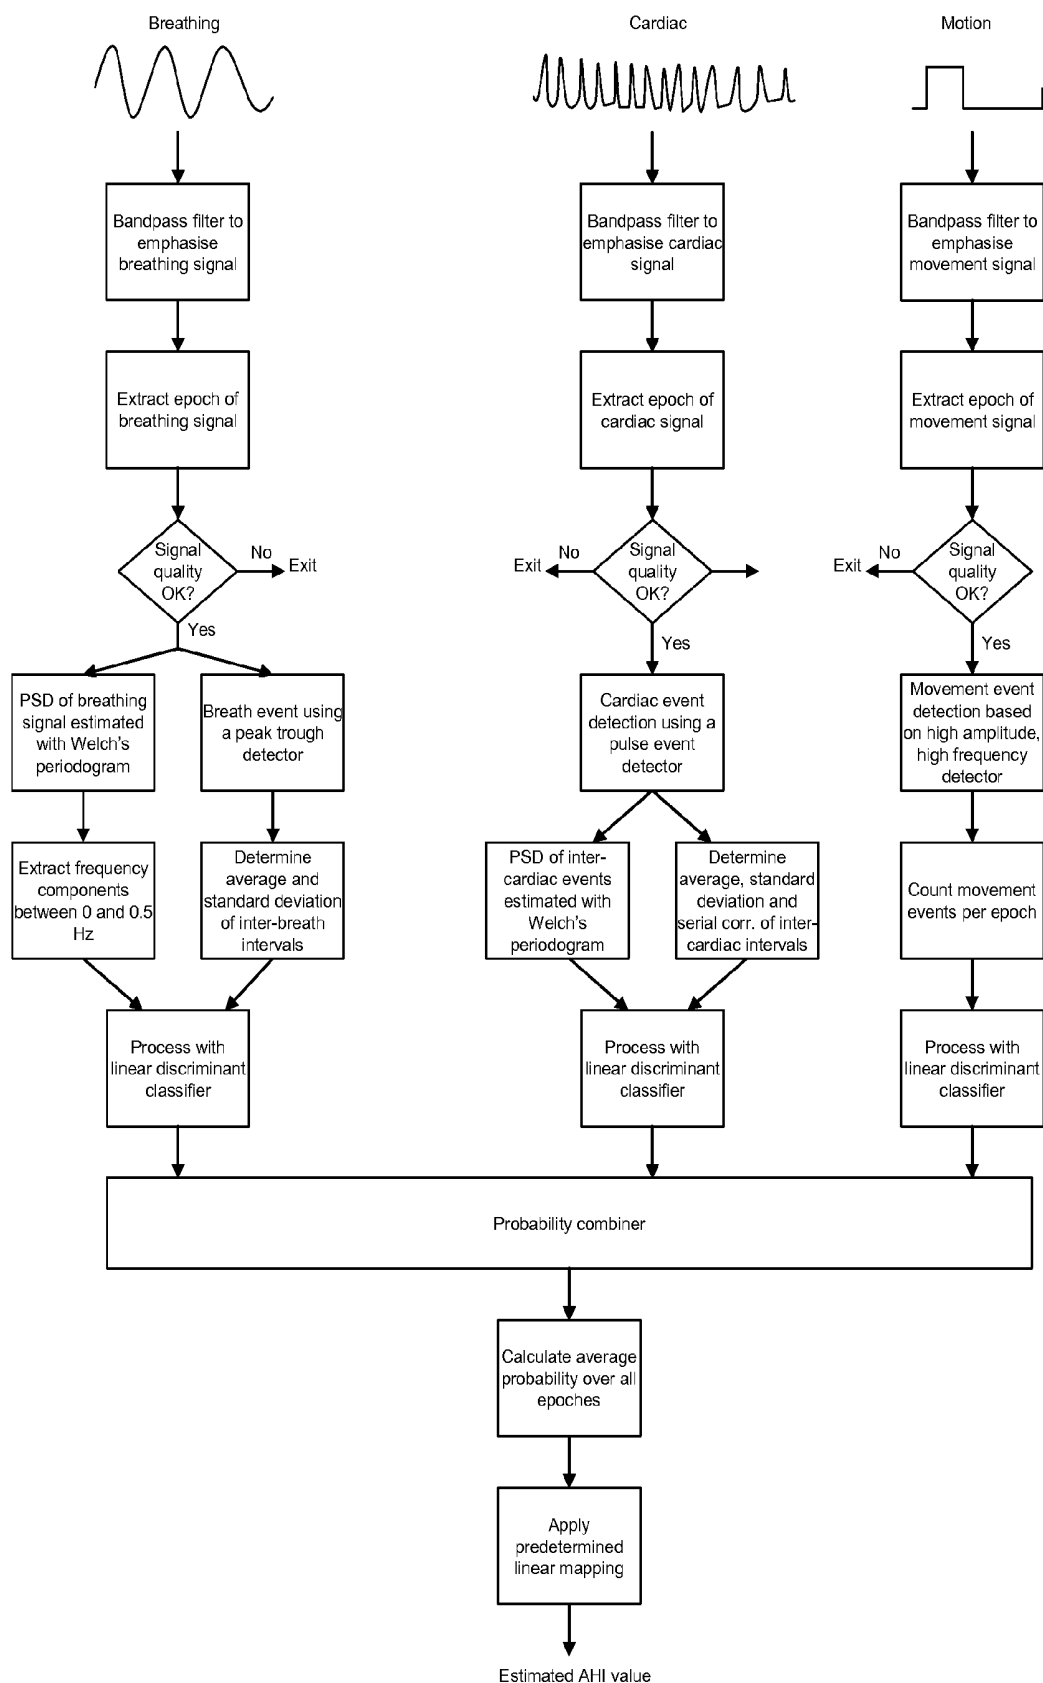 Breathing
Cardiac
Motion
Bandpass filter to
emphasise
breathing signal
Bandpass filter to
emphasise cardiac
signal
Bandpass filter to
emphasise
movement signal
Extract epoch of
breathing signal
Extract epoch of
cardiac signal
Extract epoch of
movement signal
Signal
quality
OK?
No
Exit
Yes
Exit
No
Signal
quality
OK?
Yes
Exit
No
Signal
quality
OK?
Yes
PSD of breathing
signal estimated
with Welch's
periodogram
Breath event using
a peak trough
detector
Cardiac event
detection using a
pulse event
detector
Movement event
detection based
on high amplitude,
high frequency
detector
Extract frequency
components
between 0 and 0.5
Hz
Determine
average and
standard deviation
of inter-breath
intervals
PSD of inter-
cardiac events
estimated with
Welch's
periodogram
Determine
average, standard
deviation and
serial corr. of inter-
cardiac intervals
Count movement
events per epoch
Process with
linear discriminant
classifier
Process with
linear discriminant
classifier
Process with
linear discriminant
classifier
Probability combiner
Calculate average
probability over all
epoches
Apply
predetermined
linear mapping
Estimated AHI value